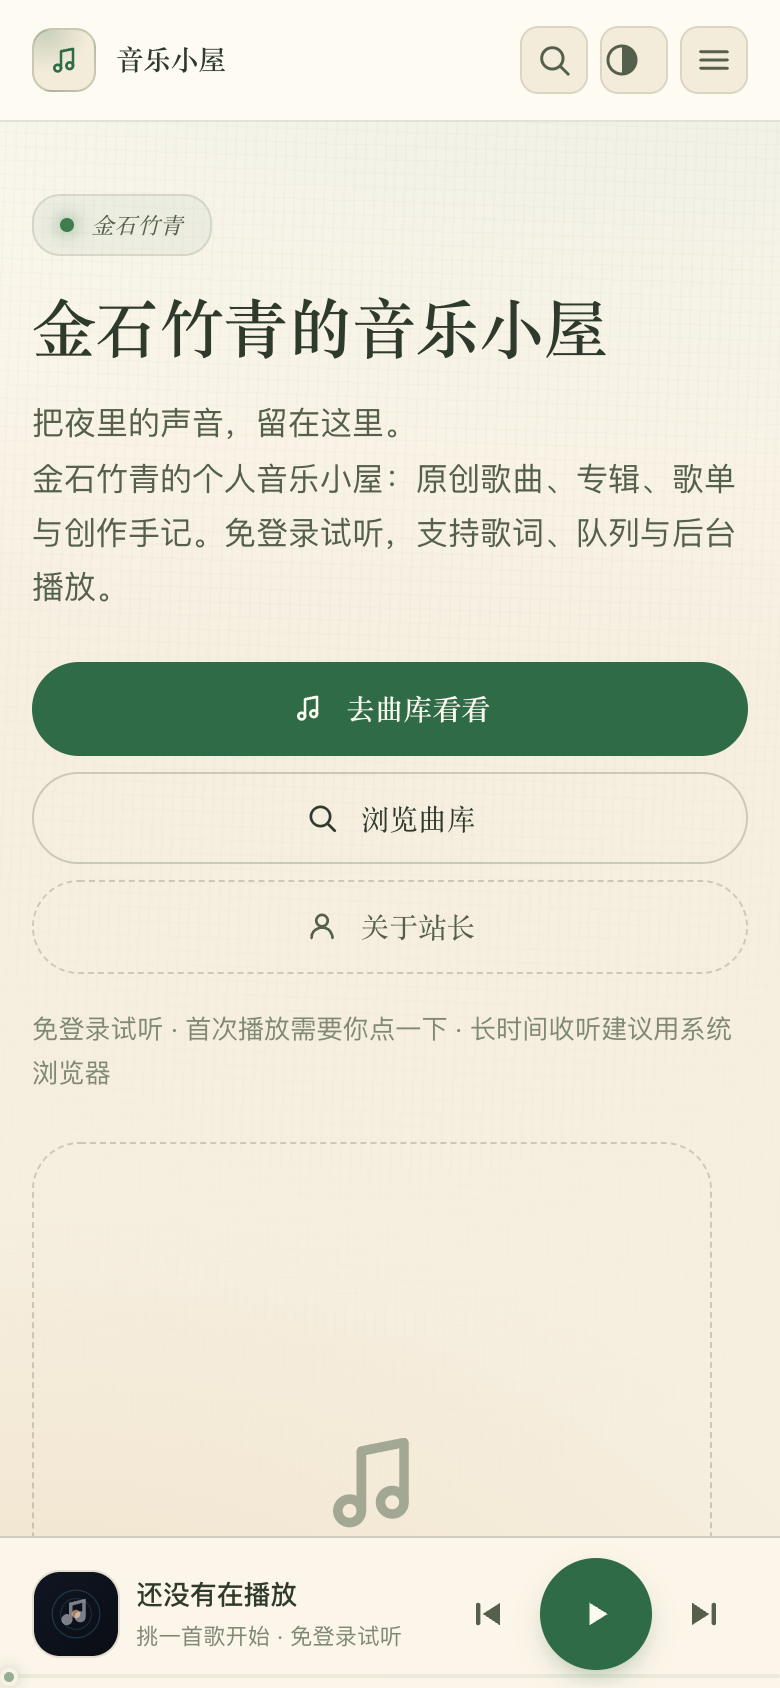 音乐小屋
金石竹青
金石竹青的音乐小屋
把夜里的声音，留在这里。
金石竹青的个人音乐小屋：原创歌曲、专辑、歌单
与创作手记。免登录试听，支持歌词、队列与后台
播放。
去曲库看看
浏览曲库
关于站长
免登录试听 · 首次播放需要你点一下 · 长时间收听建议用系统
浏览器
还没有在播放
挑一首歌开始 · 免登录试听